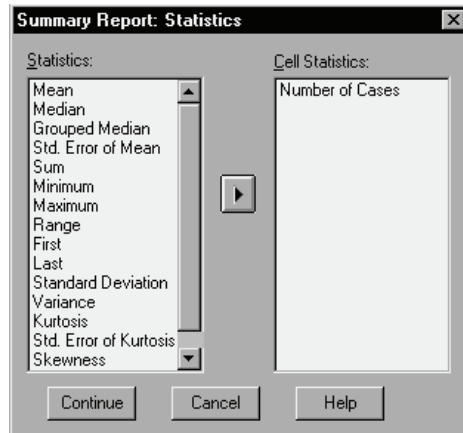 Summary Report: Statistics
Statistics:
Mean
Median
Grouped Median
Std. Error of Mean
Sum
Minimum
Maximum
Range
First
Last
Standard Deviation
Variance
Kurtosis
Std. Error of Kurtosis
Skewness
Cell Statistics:
Number of Cases
Continue
Cancel
Help